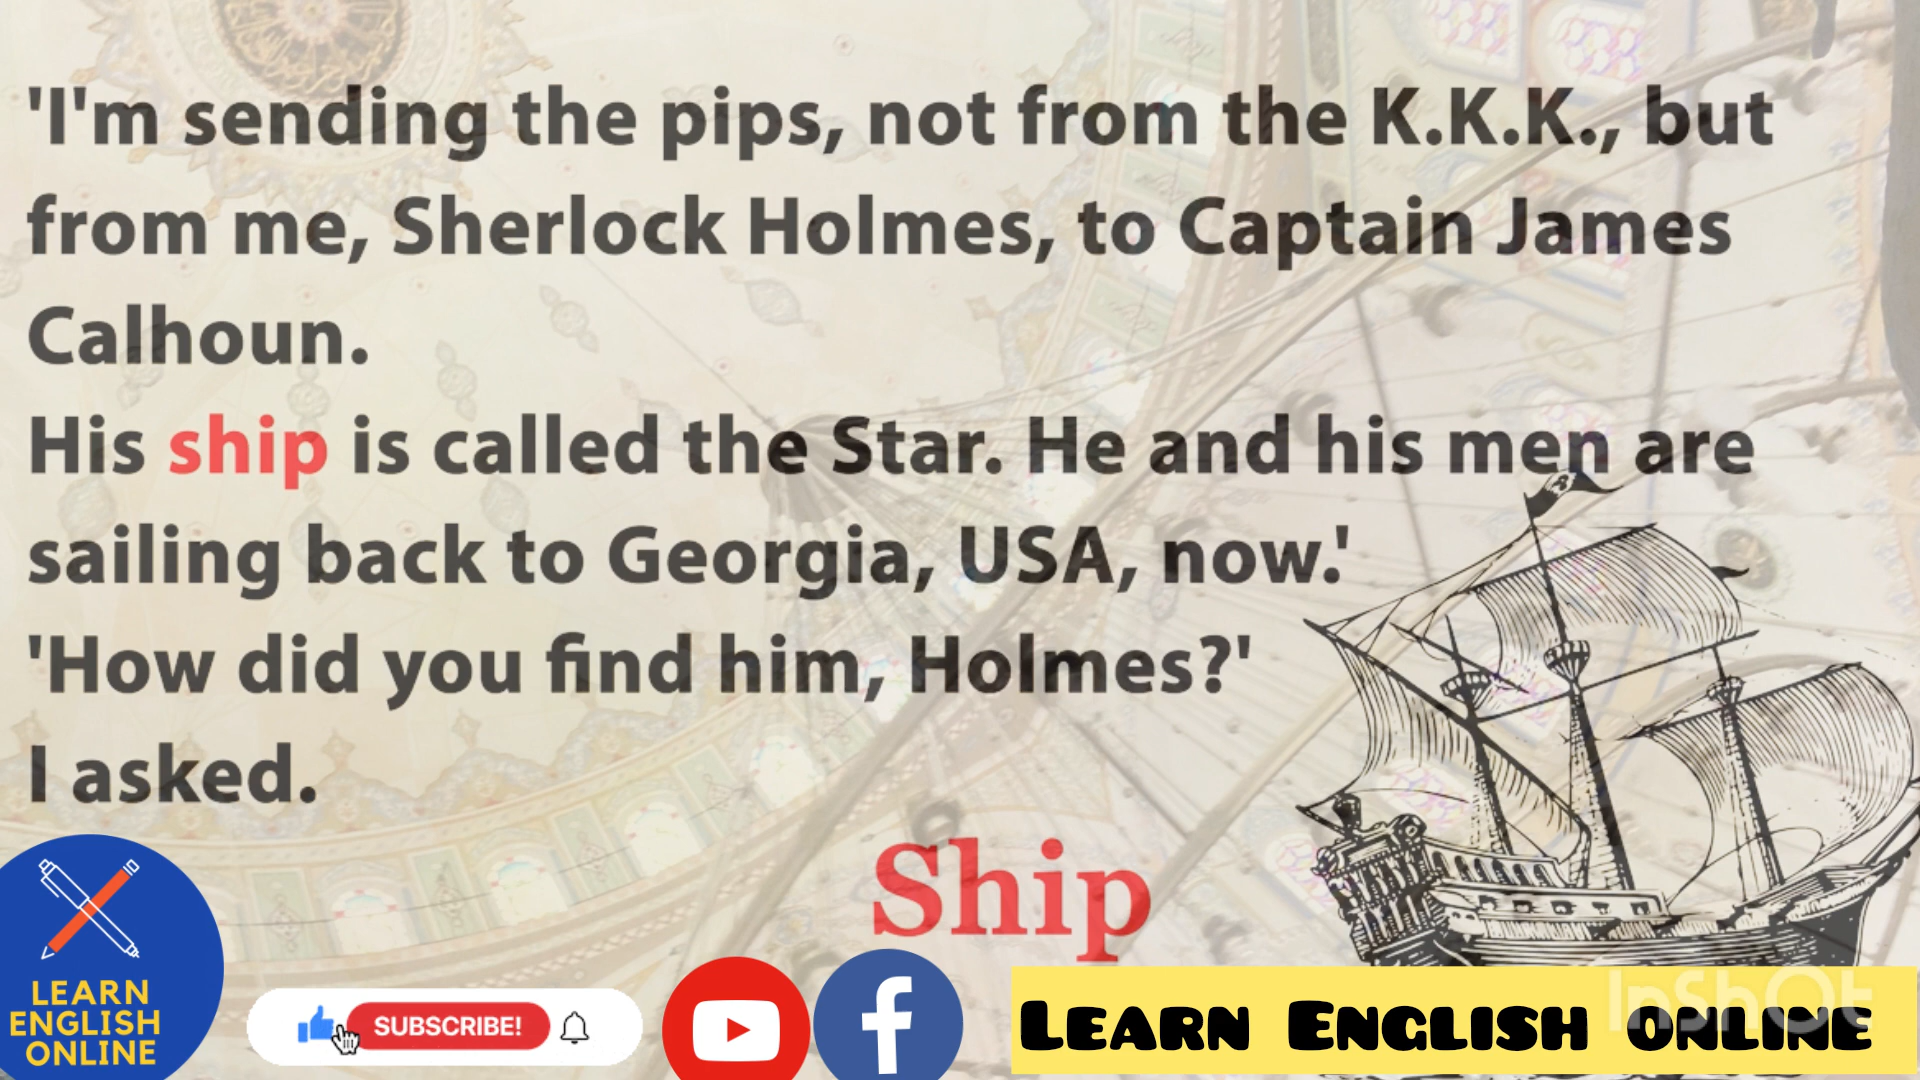 'I'm sending the pips, not from the K.K.K., but
from me, Sherlock Holmes, to Captain James
Calhoun.
His ship is called the Star. He and his men are
sailing back to Georgia, USA, now.'
'How did you find him, Holmes?'
I asked.
Ship
LEARN
ENGLISH
ONLINE
SUBSCRIBE!
LEARN ENGLISH ONLINE
InShOt